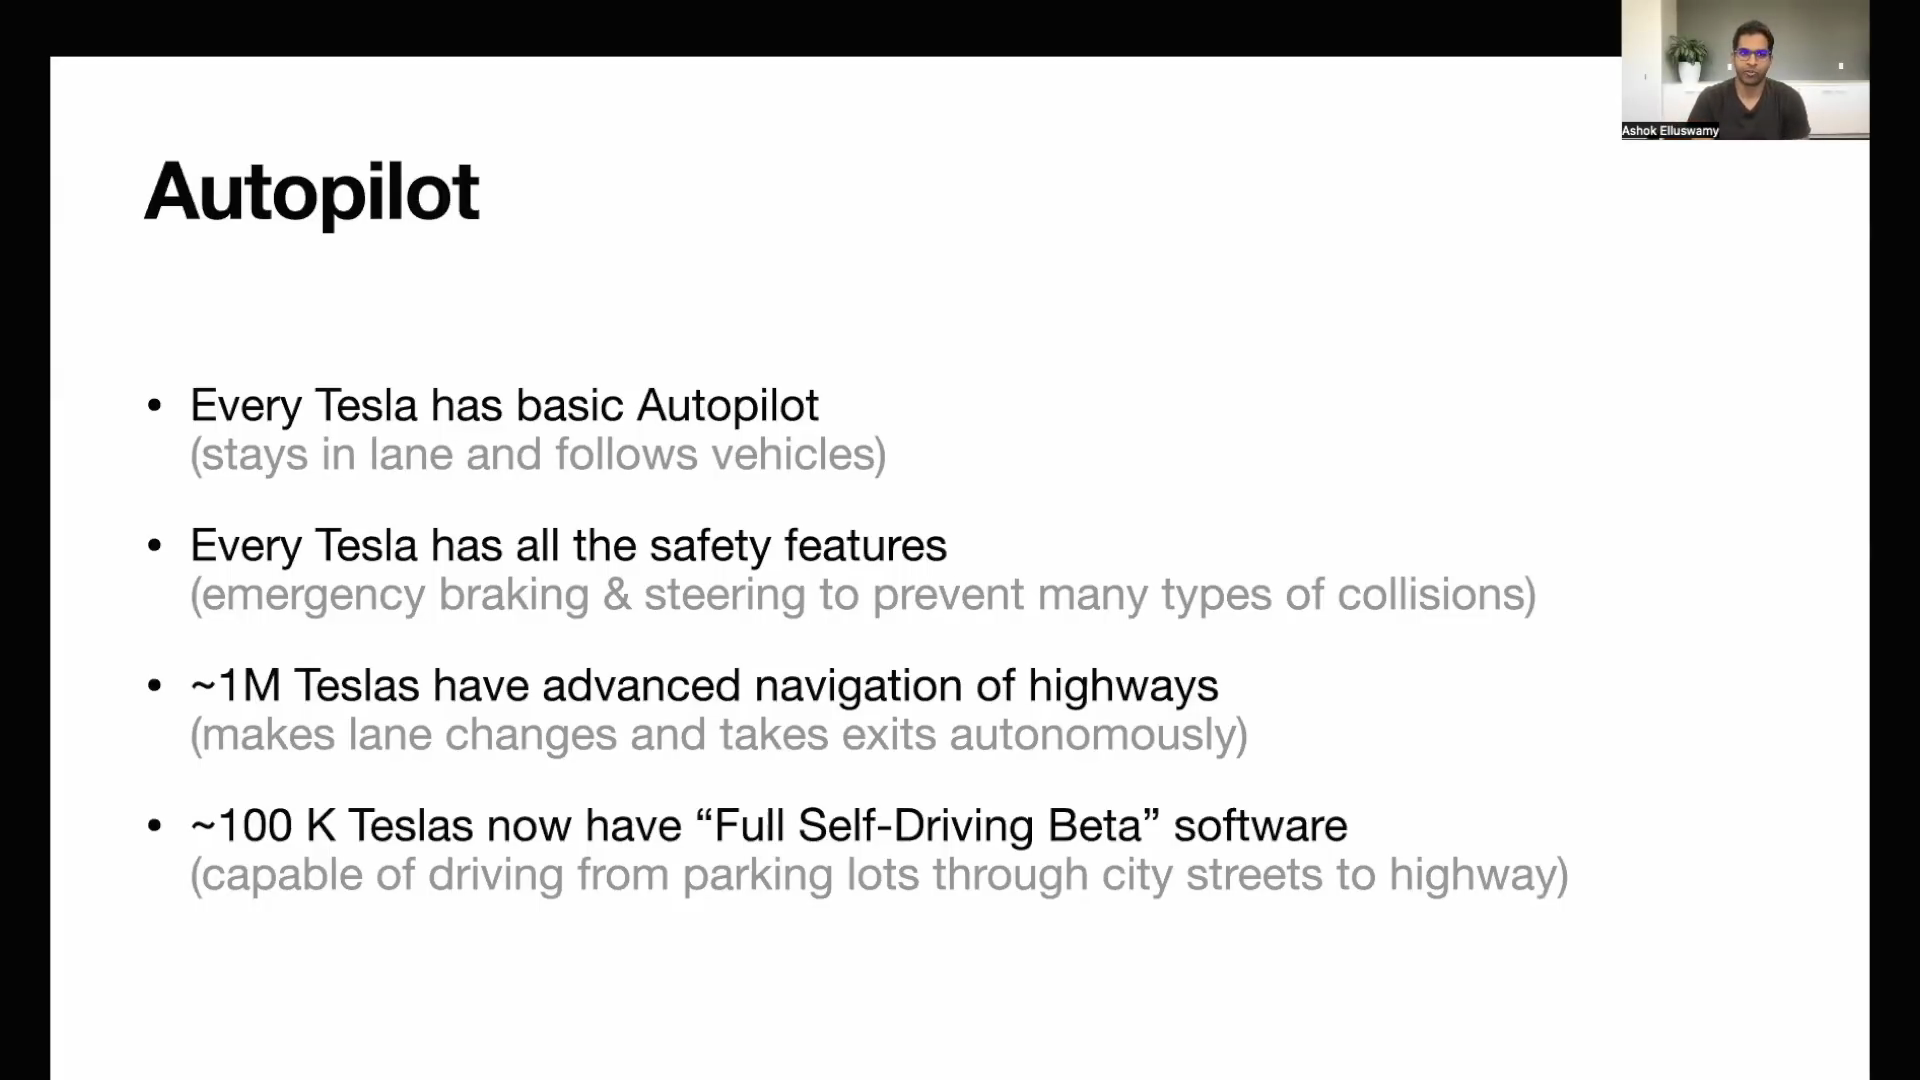 Ashok Elluswamy
Autopilot
• Every Tesla has basic Autopilot
(stays in lane and follows vehicles)
• Every Tesla has all the safety features
(emergency braking & steering to prevent many types of collisions)
• ~1M Teslas have advanced navigation of highways
(makes lane changes and takes exits autonomously)
• ~100 K Teslas now have “Full Self-Driving Beta” software
(capable of driving from parking lots through city streets to highway)